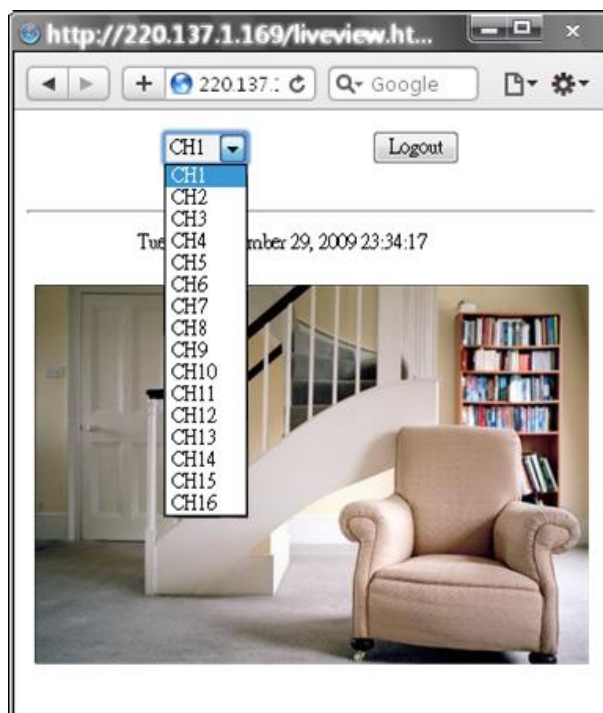 http://220.137.1.169/liveview.ht...
220.137.: Google
CH1 Logout
CH1
CH2
CH3
CH4
CH5
CH6
CH7
CH8
CH9
CH10
CH11
CH12
CH13
CH14
CH15
CH16
Tue mber 29, 2009 23:34:17